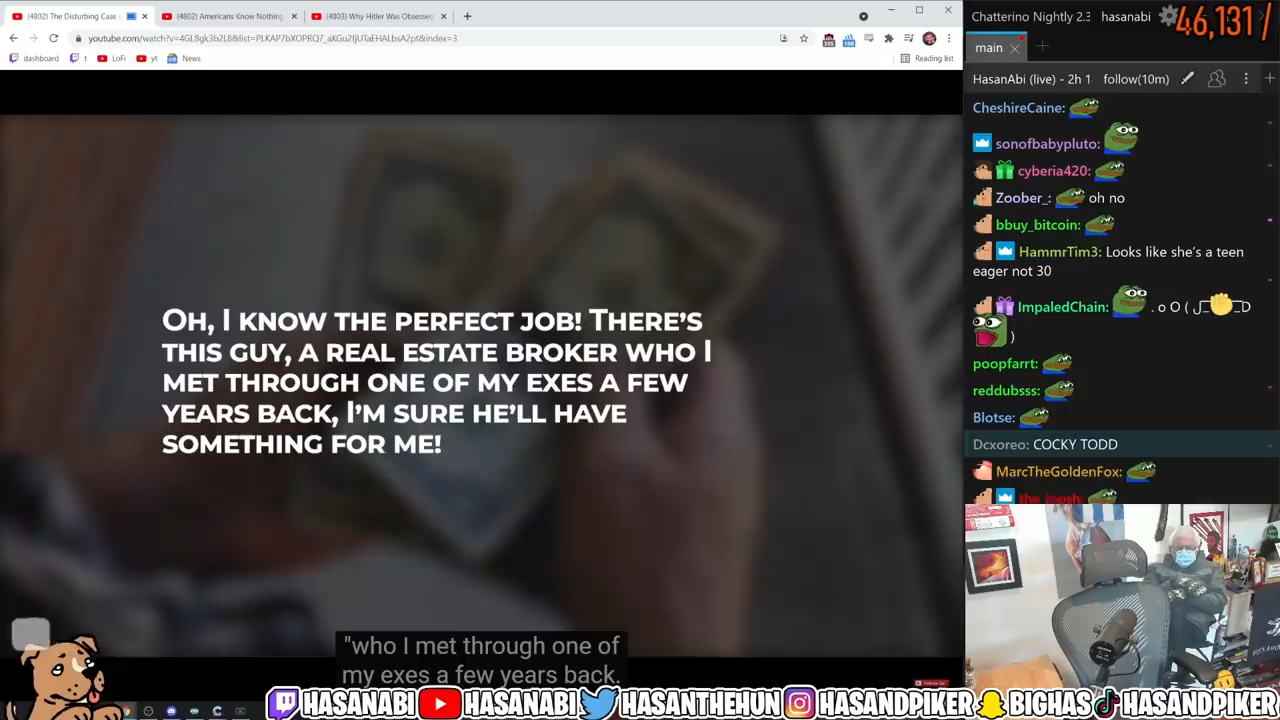 (4802) The Disturbing Case
(4802) Americans Know Nothing
(4803) Why Hitler Was Obsesse
youtube.com/watch?v=4GL8gk3b2L8&list=PLKAP7bXOPRQ7_aKGu2fjUTaEHALbsA2pt&index=3
dashboard
t
LoFi
yt
News
Reading list
OH, I KNOW THE PERFECT JOB! THERE'S
THIS GUY, A REAL ESTATE BROKER WHO I
MET THROUGH ONE OF MY EXES A FEW
YEARS BACK, I'M SURE HE'LL HAVE
SOMETHING FOR ME!
"who I met through one of
my exes a few years back.
Chatterino Nightly 2.3
hasanabi
46,131 /
main
HasanAbi (live) - 2h 1
follow(10m)
CheshireCaine:
sonofbabypluto:
cyberia420:
Zoober_: oh no
bbuy_bitcoin:
HammrTim3: Looks like she's a teen
eager not 30
ImpaledChain: . o O (
)
poopfarrt:
reddubsss:
Blotse:
Dcxoreo: COCKY TODD
MarcTheGoldenFox:
HASANABI
HASANABI
HASANTHEHUN
HASANDPIKER
BIGHAS
HASANDPIKER